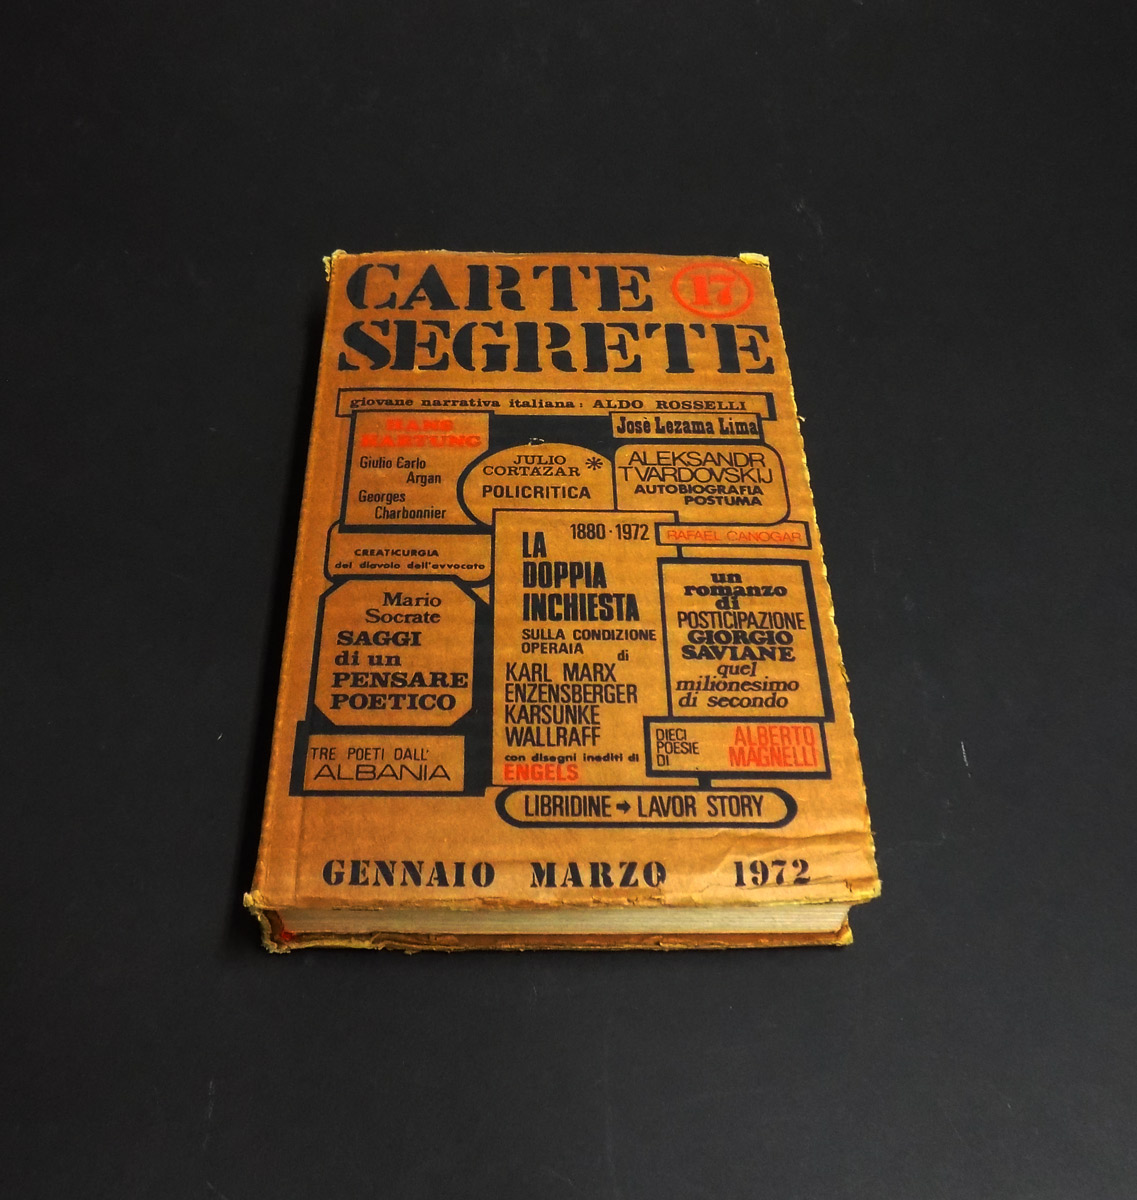 CARTE 17
SEGRETE
giovane narrativa italiana: ALDO ROSSELLI
HANS
HARTUNG
Giulio Carlo
Argan
Georges
Charbonnier
JULIO
CORTÁZAR *
POLICRITICA
Josè Lezama Lima
ALEKSANDR
TVARDOVSKIJ
AUTOBIOGRAFIA
POSTUMA
RAFAEL CANOGAR
CREATICURGIA
del diavolo dell'avvocato
Mario
Socrate
SAGGI
di un
PENSARE
POETICO
TRE POETI DALL'
ALBANIA
1880·1972
LA
DOPPIA
INCHIESTA
SULLA CONDIZIONE
OPERAIA
di
KARL MARX
ENZENSBERGER
KARSUNKE
WALLRAFF
con disegni inediti di
ENGELS
un
romanzo
di
POSTICIPAZIONE
GIORGIO
SAVIANE
quel
milionesimo
di secondo
DIECI
POESIE
DI
ALBERTO
MAGNELLI
LIBRIDINE → LAVOR STORY
GENNAIO MARZO 1972